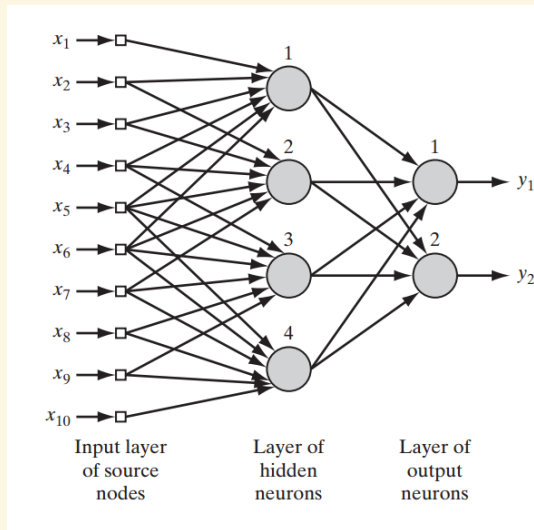 x1
x2
x3
x4
x5
x6
x7
x8
x9
x10
1
2
3
4
1
2
y1
y2
Input layer
of source
nodes
Layer of
hidden
neurons
Layer of
output
neurons